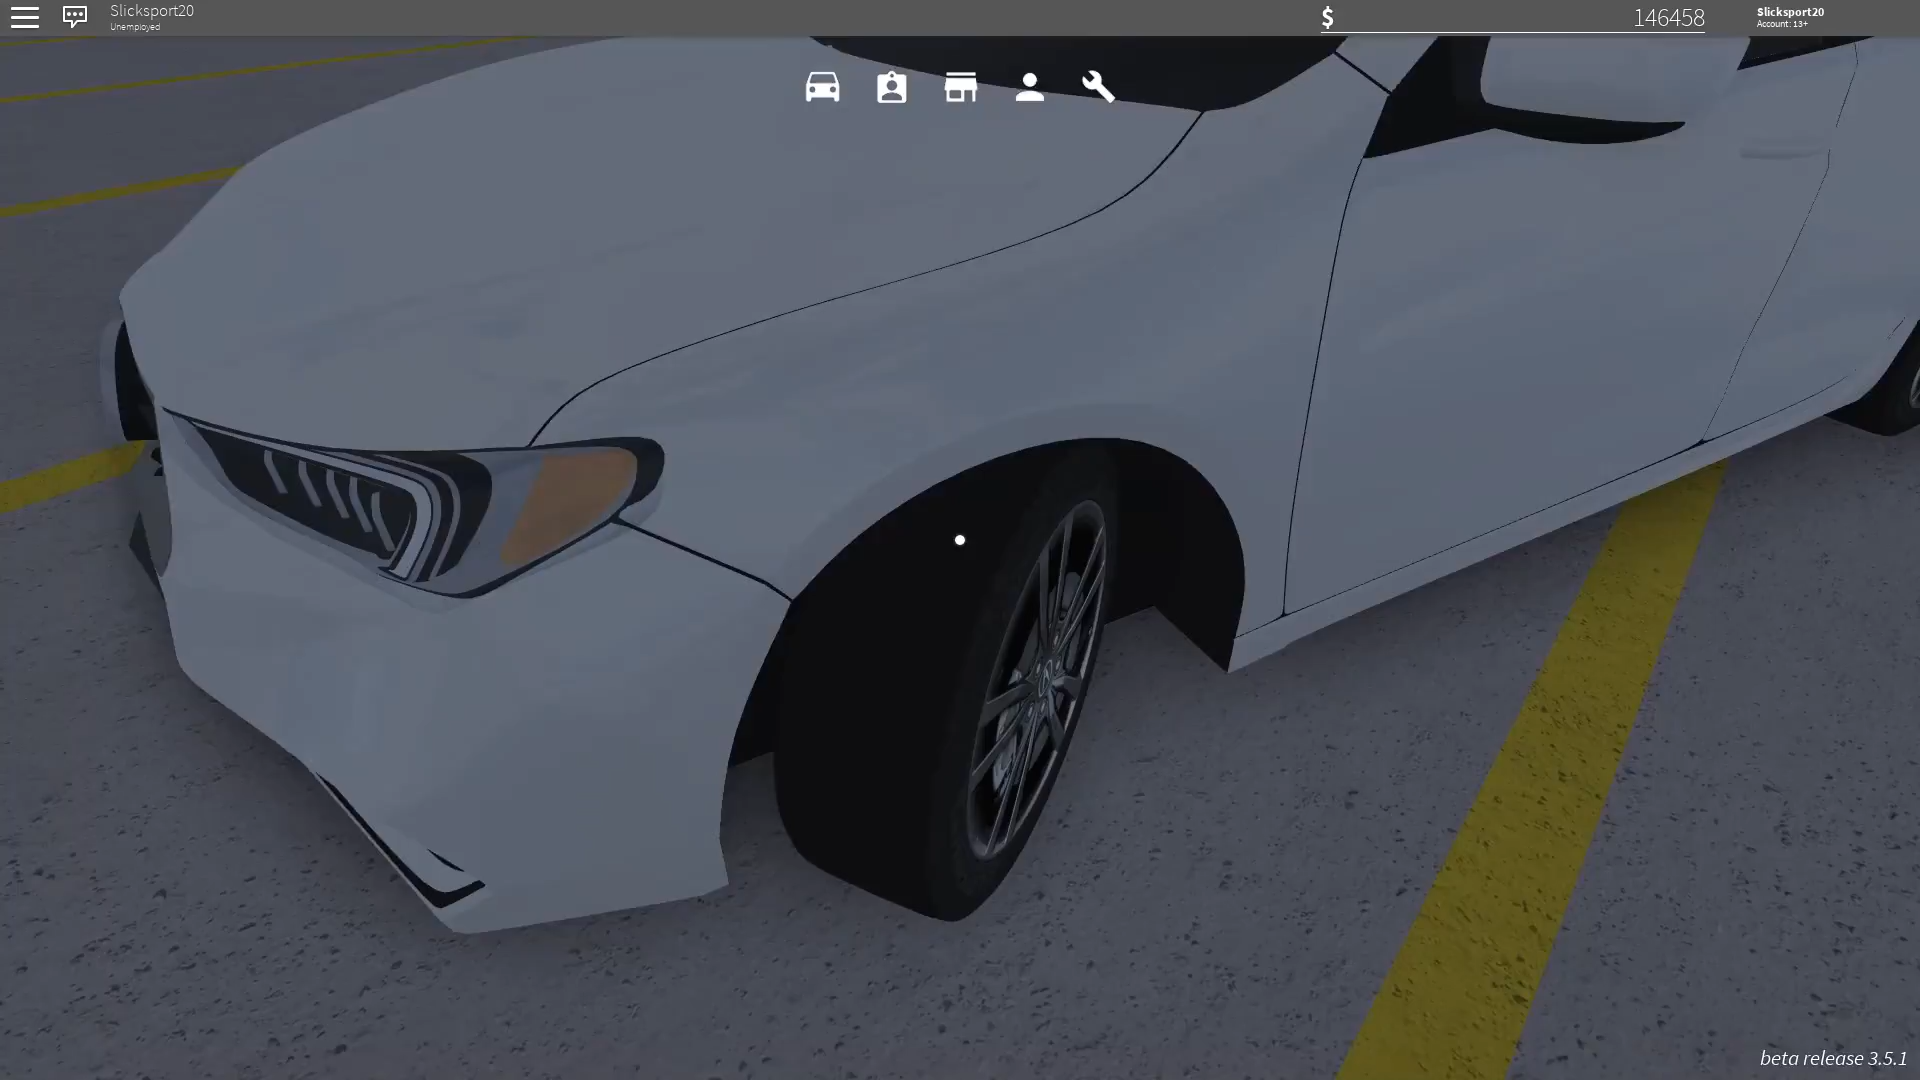 Slicksport20
Unemployed
$ 146458
Slicksport20
Account: 13+
beta release 3.5.1